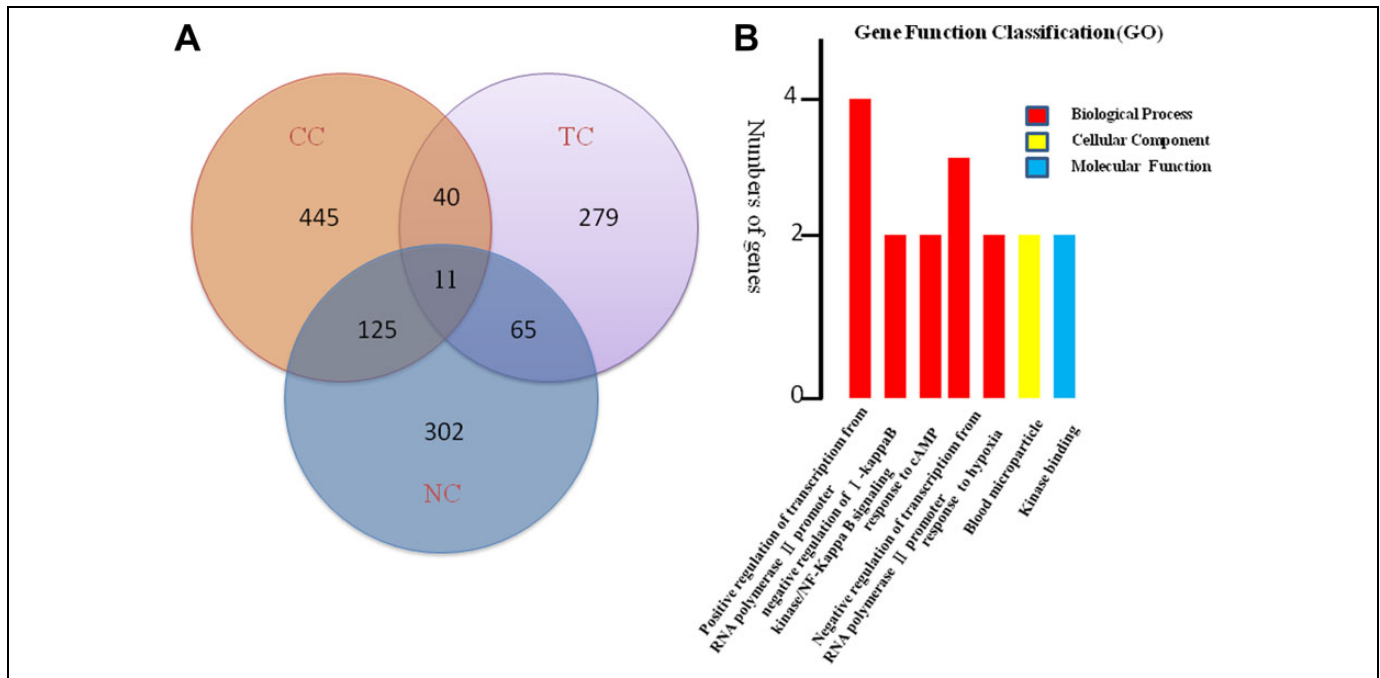 A
CC
TC
445
40
279
11
125
65
302
NC
B
Gene Function Classification(GO)
Numbers of genes
4
2
0
Biological Process
Cellular Component
Molecular Function
Positive regulation of transcriptiom from
RNA polymerase Ⅱ promoter
negative regulation of Ⅰ-kappaB
kinase/NF-Kappa B signaling
response to cAMP
Negative regulation of transcriptiom from
RNA polymerase Ⅱ promoter
response to hypoxia
Blood microparticle
Kinase binding